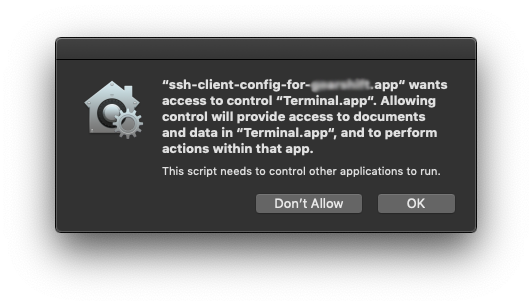 “ssh-client-config-for-.app“ wants
access to control “Terminal.app“. Allowing
control will provide access to documents
and data in “Terminal.app“, and to perform
actions within that app.
This script needs to control other applications to run.
Don’t Allow
OK